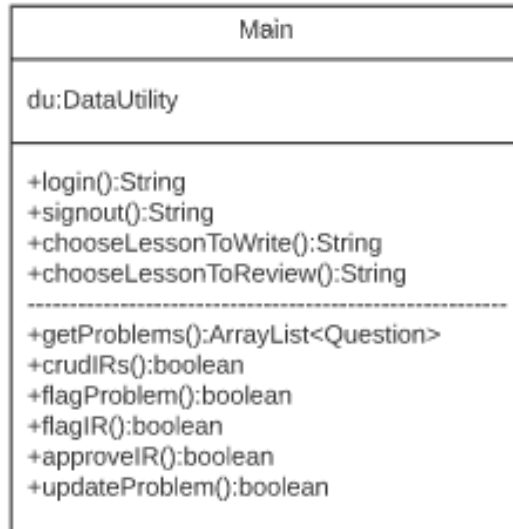 Main
du:DataUtility
+login():String
+signout():String
+chooseLessonToWrite():String
+chooseLessonToReview():String
--------------------------------------------------------
+getProblems():ArrayList<Question>
+crudIRs():boolean
+flagProblem():boolean
+flagIR():boolean
+approveIR():boolean
+updateProblem():boolean